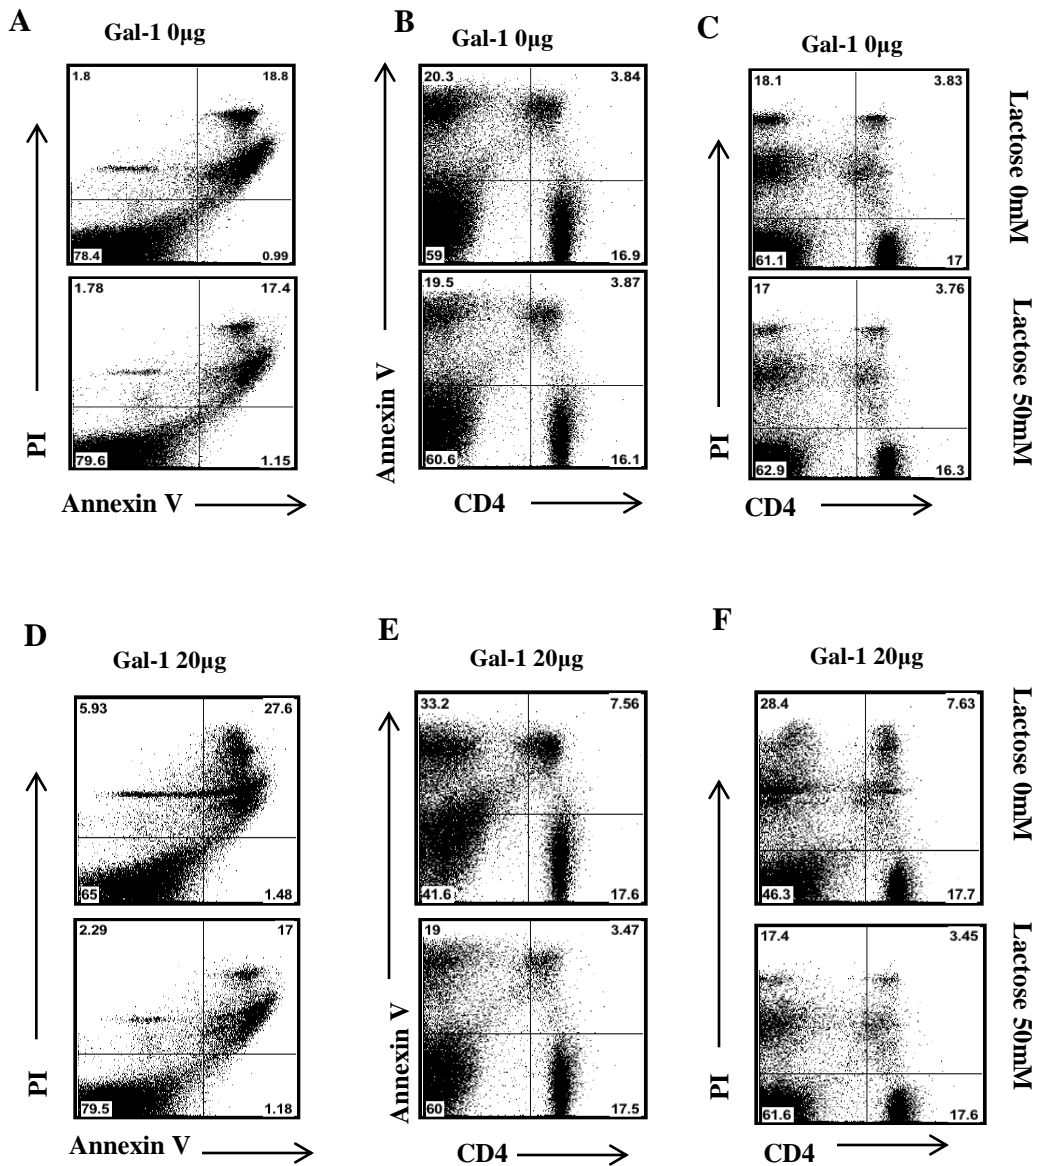 A
B
C
Gal-1 0µg
Gal-1 0µg
Gal-1 0µg
1.8
18.8
78.4
0.99
20.3
3.84
59
16.9
18.1
3.83
61.1
17
Lactose 0mM
1.78
17.4
79.6
1.15
19.5
3.87
60.6
16.1
17
3.76
62.9
16.3
Lactose 50mM
PI
Annexin V
Annexin V
CD4
PI
CD4
D
E
F
Gal-1 20µg
Gal-1 20µg
Gal-1 20µg
5.93
27.6
65
1.48
33.2
7.56
41.6
17.6
28.4
7.63
46.3
17.7
Lactose 0mM
2.29
17
79.5
1.18
19
3.47
60
17.5
17.4
3.45
61.6
17.6
Lactose 50mM
PI
Annexin V
Annexin V
CD4
PI
CD4